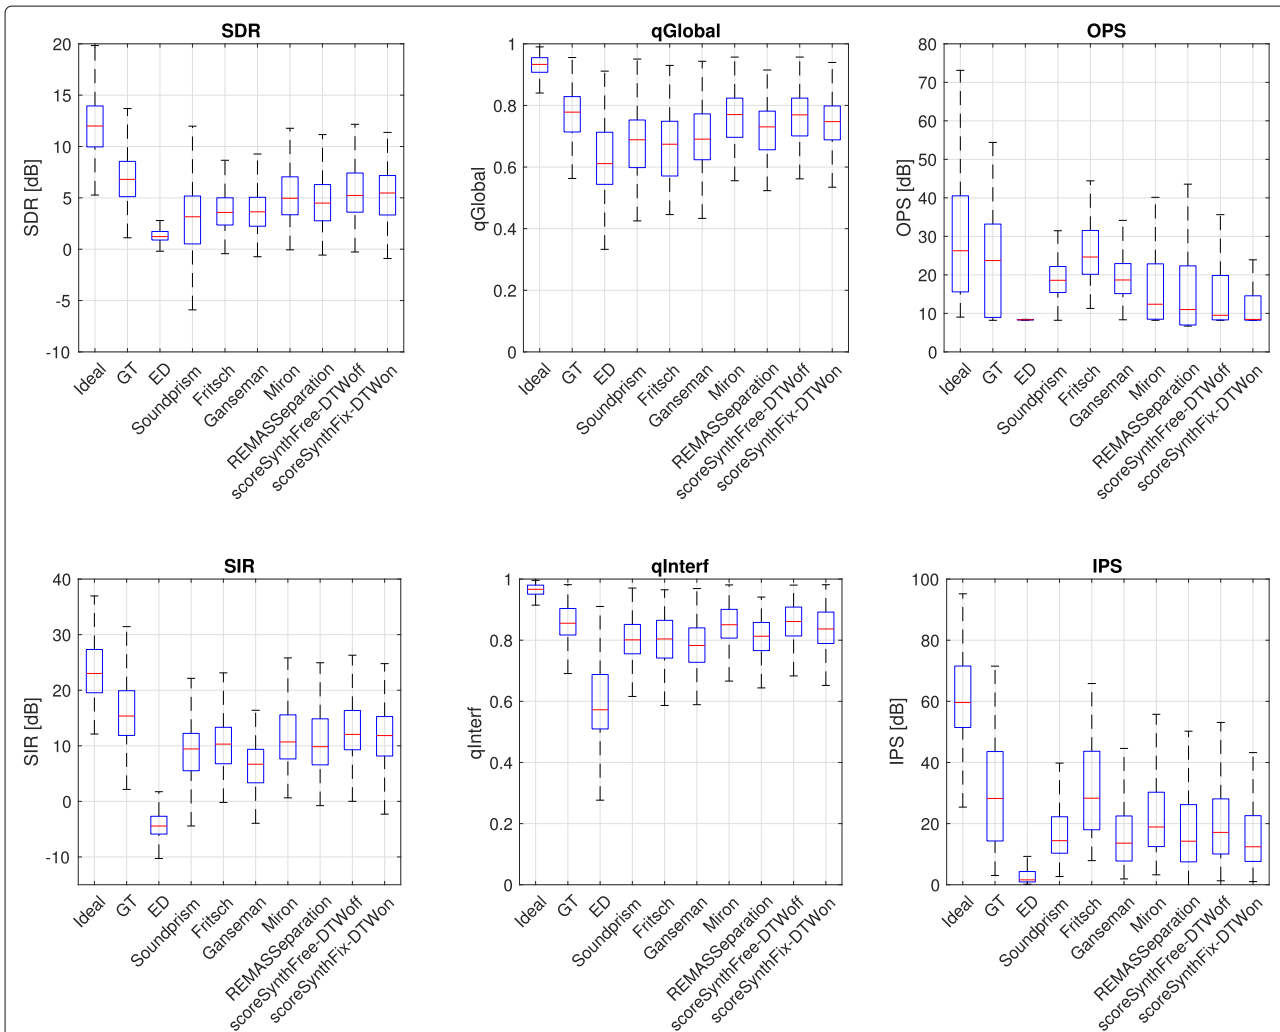 SDR
SDR [dB]
20
15
10
5
0
-5
-10
Ideal
GT
ED
Soundprism
Fritsch
Ganseman
Miron
REMASSeparation
scoreSynthFree-DTWoff
scoreSynthFix-DTWon
qGlobal
qGlobal
1
0.8
0.6
0.4
0.2
0
Ideal
GT
ED
Soundprism
Fritsch
Ganseman
Miron
REMASSeparation
scoreSynthFree-DTWoff
scoreSynthFix-DTWon
OPS
OPS [dB]
80
70
60
50
40
30
20
10
0
Ideal
GT
ED
Soundprism
Fritsch
Ganseman
Miron
REMASSeparation
scoreSynthFree-DTWoff
scoreSynthFix-DTWon
SIR
SIR [dB]
40
30
20
10
0
-10
Ideal
GT
ED
Soundprism
Fritsch
Ganseman
Miron
REMASSeparation
scoreSynthFree-DTWoff
scoreSynthFix-DTWon
qInterf
qInterf
1
0.8
0.6
0.4
0.2
0
Ideal
GT
ED
Soundprism
Fritsch
Ganseman
Miron
REMASSeparation
scoreSynthFree-DTWoff
scoreSynthFix-DTWon
IPS
IPS [dB]
100
80
60
40
20
0
Ideal
GT
ED
Soundprism
Fritsch
Ganseman
Miron
REMASSeparation
scoreSynthFree-DTWoff
scoreSynthFix-DTWon